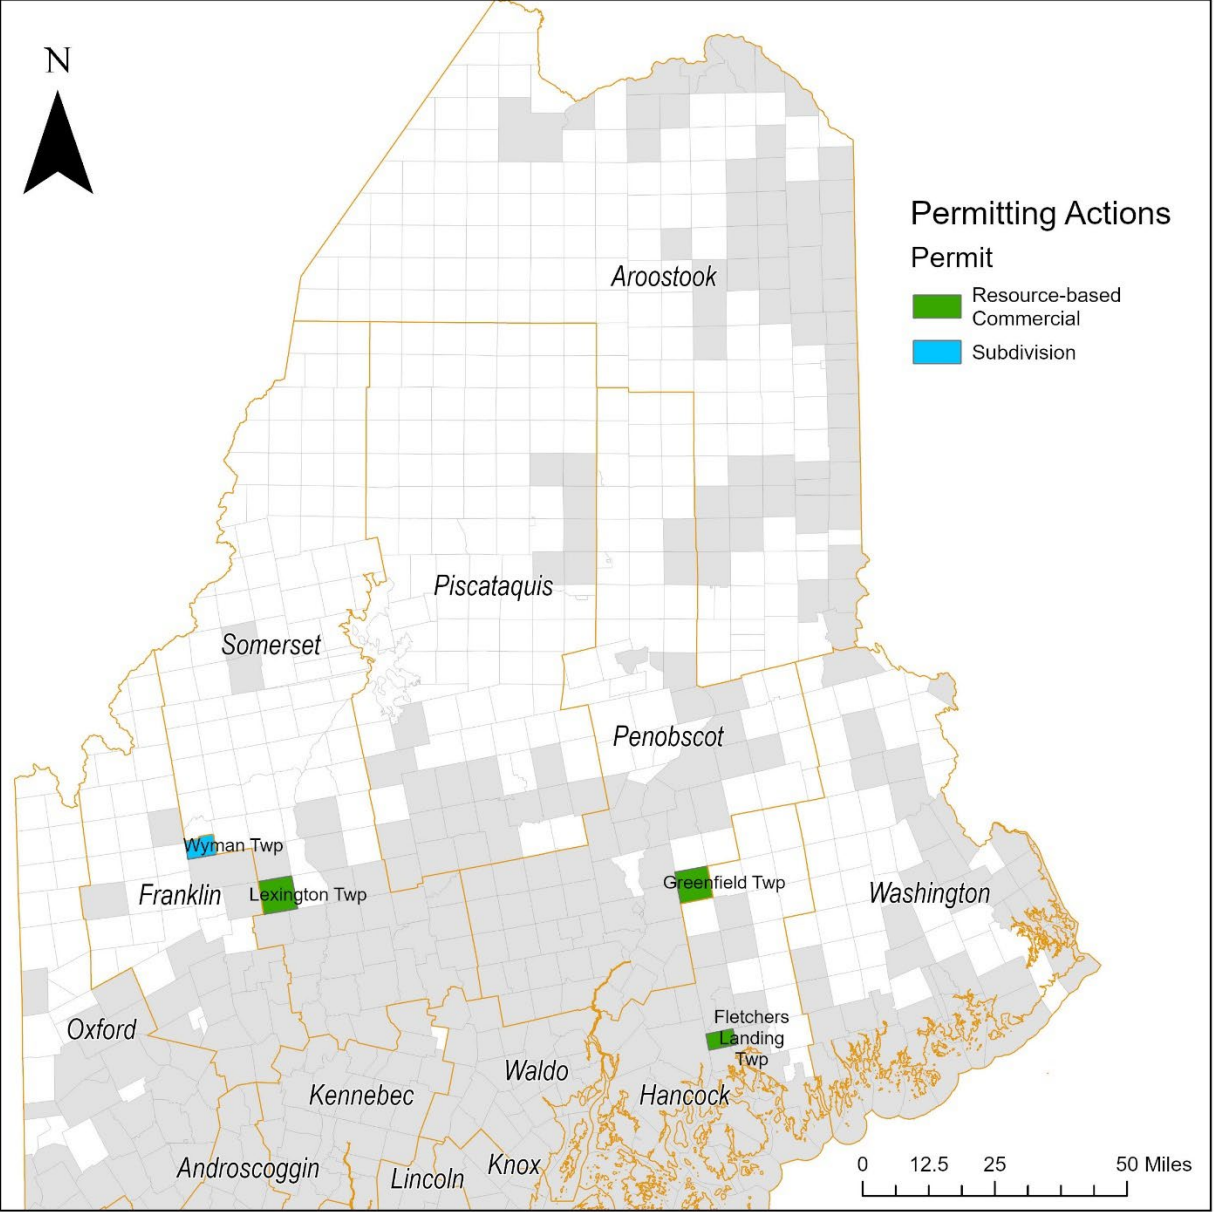 N
Permitting Actions
Permit
Resource-based
Commercial
Subdivision
Aroostook
Piscataquis
Somerset
Penobscot
Wyman Twp
Franklin
Lexington Twp
Greenfield Twp
Washington
Oxford
Fletchers
Landing
Twp
Waldo
Kennebec
Hancock
Androscoggin
Lincoln
Knox
0 12.5 25 50 Miles